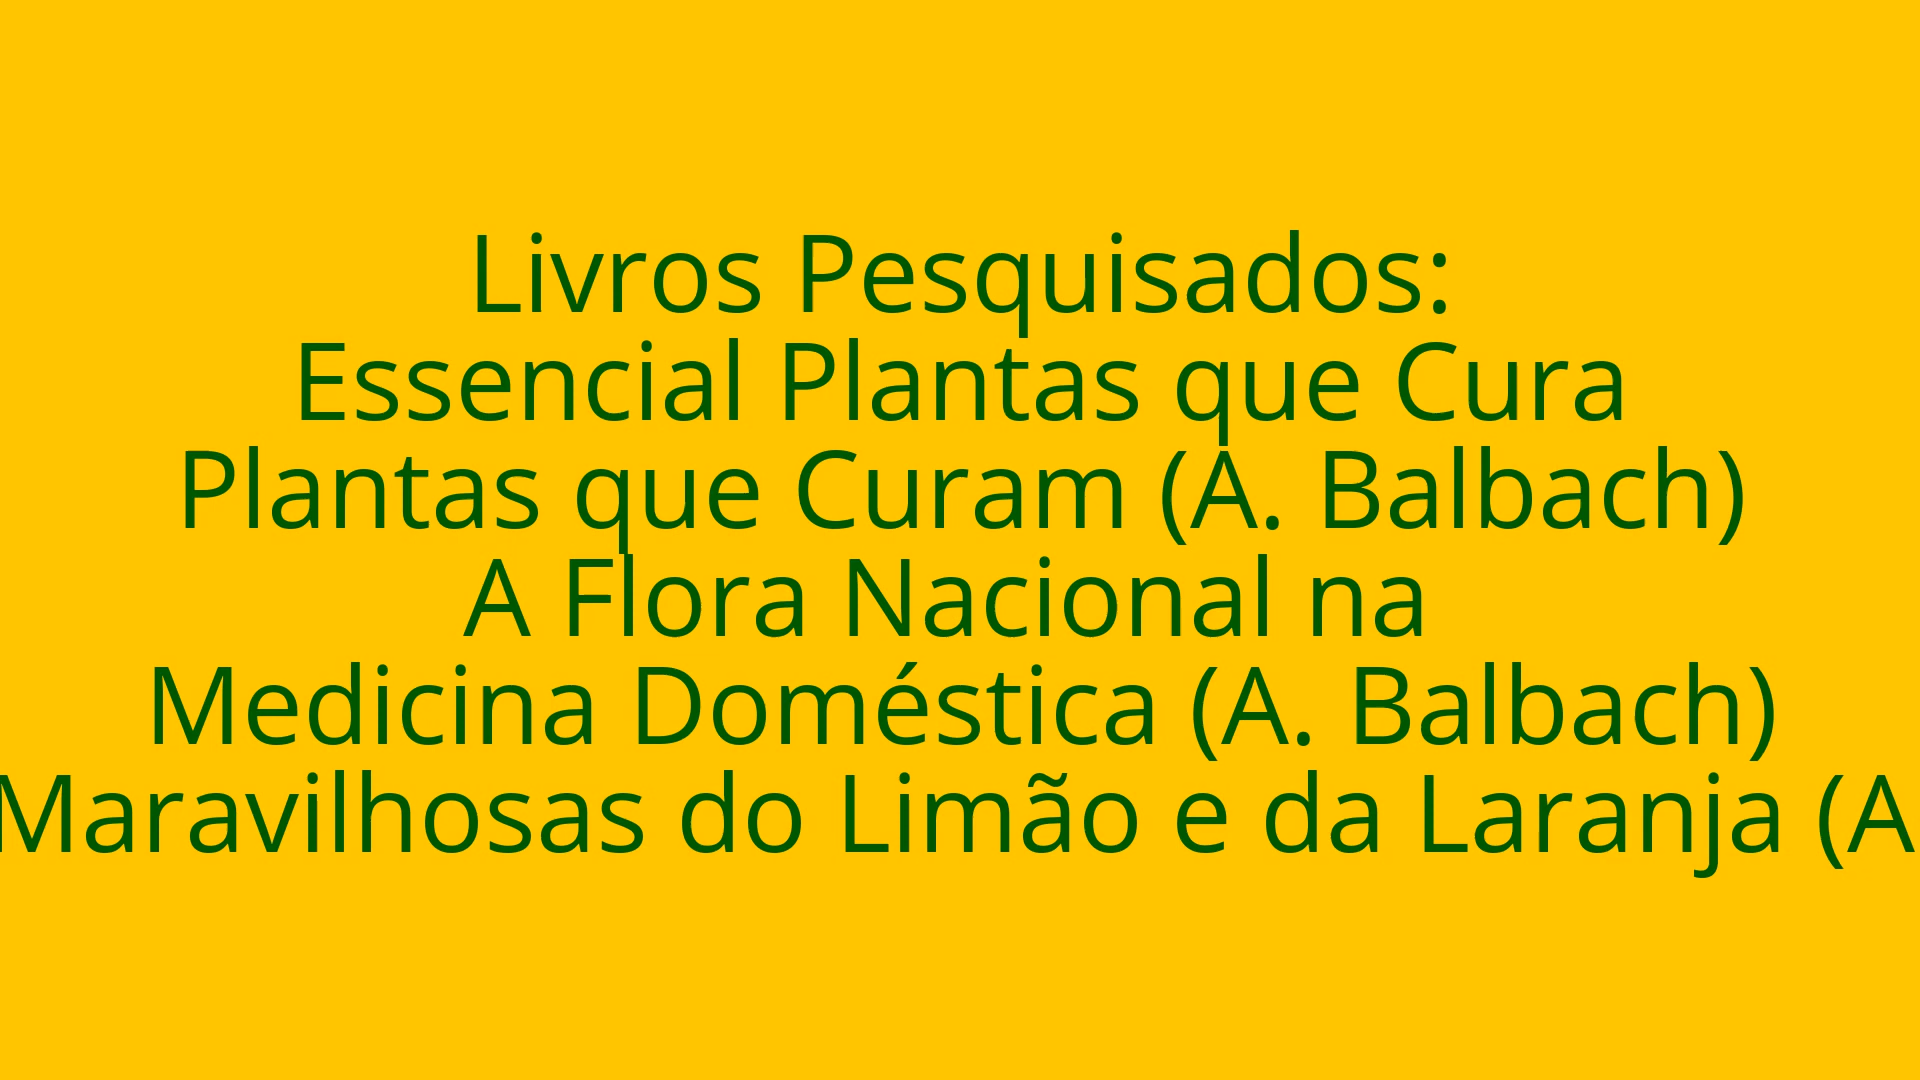 Livros Pesquisados:
Essencial Plantas que Cura
Plantas que Curam (A. Balbach)
A Flora Nacional na
Medicina Doméstica (A. Balbach)
Maravilhosas do Limão e da Laranja (A